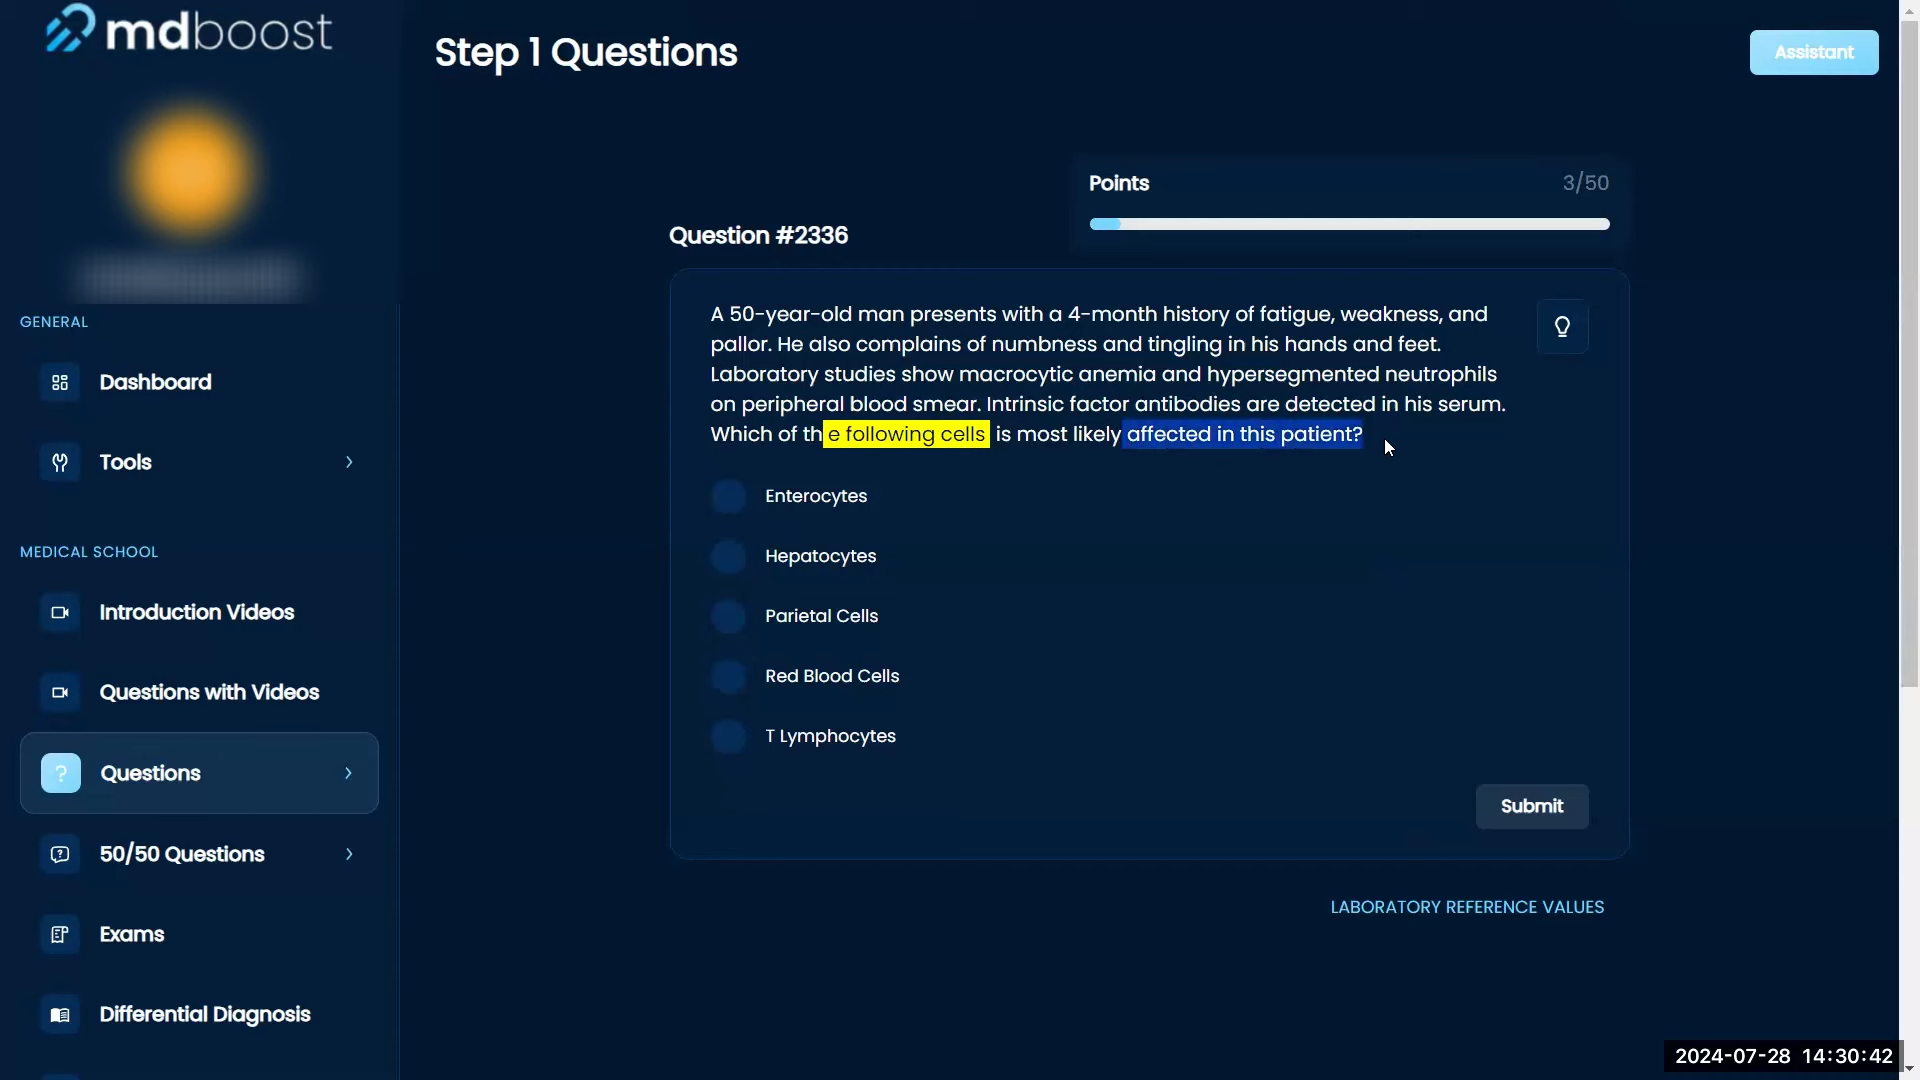 mdboost
Step 1 Questions
Assistant
Points
3/50
Question #2336
A 50-year-old man presents with a 4-month history of fatigue, weakness, and
pallor. He also complains of numbness and tingling in his hands and feet.
Laboratory studies show macrocytic anemia and hypersegmented neutrophils
on peripheral blood smear. Intrinsic factor antibodies are detected in his serum.
Which of the following cells is most likely affected in this patient?
Enterocytes
Hepatocytes
Parietal Cells
Red Blood Cells
T Lymphocytes
Submit
LABORATORY REFERENCE VALUES
GENERAL
Dashboard
Tools
MEDICAL SCHOOL
Introduction Videos
Questions with Videos
Questions
50/50 Questions
Exams
Differential Diagnosis
2024-07-28 14:30:42